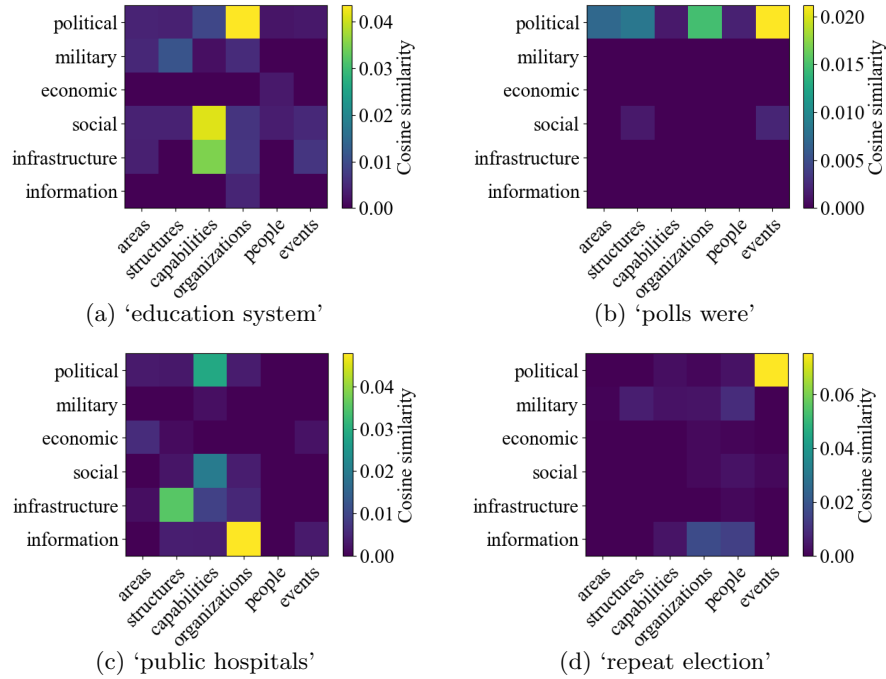 political
military
economic
social
infrastructure
information
areas
structures
capabilities
organizations
people
events
0.04
0.03
0.02
0.01
0.00
Cosine similarity
(a) ‘education system’
political
military
economic
social
infrastructure
information
areas
structures
capabilities
organizations
people
events
0.020
0.015
0.010
0.005
0.000
Cosine similarity
(b) ‘polls were’
political
military
economic
social
infrastructure
information
areas
structures
capabilities
organizations
people
events
0.04
0.03
0.02
0.01
0.00
Cosine similarity
(c) ‘public hospitals’
political
military
economic
social
infrastructure
information
areas
structures
capabilities
organizations
people
events
0.06
0.04
0.02
0.00
Cosine similarity
(d) ‘repeat election’